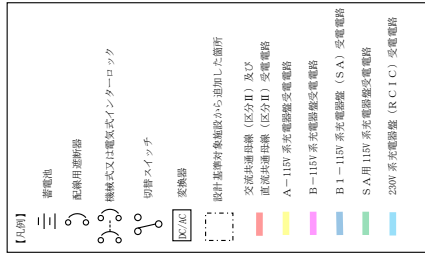 【凡例】
蓄電池
配線用遮断器
機械式又は電気式インターロック
切替スイッチ
DC/AC
変換器
設計基準対象施設から追加した箇所
交流共通母線（区分Ⅱ）及び
直流共通母線（区分Ⅱ）受電電路
A－115V系充電器盤受電電路
B－115V系充電器盤受電電路
B1－115V系充電器盤（SA）受電電路
SA用115V系充電器盤受電電路
230V系充電器盤（RCIC）受電電路